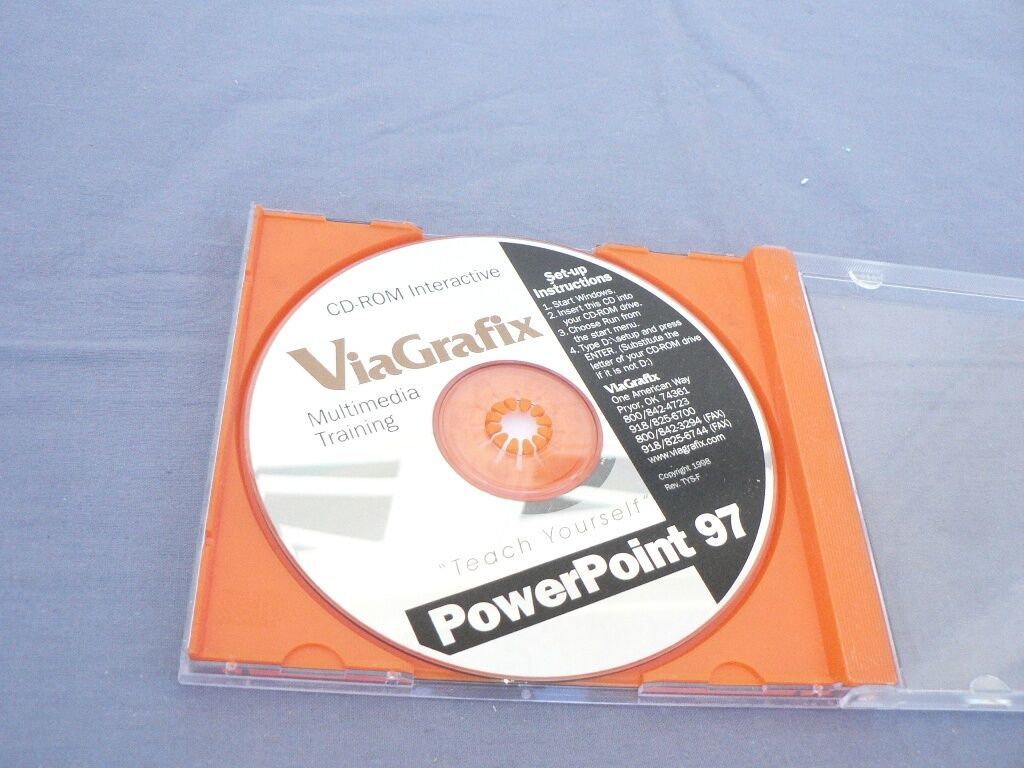 CD-ROM Interactive
ViaGrafix
Multimedia
Training
"Teach Yourself"
PowerPoint 97
Set-up
Instructions
1. Start Windows.
2. Insert this CD into
your CD-ROM drive.
3. Choose Run from
the start menu.
4. Type D:\setup and press
ENTER. (Substitute the
letter of your CD-ROM drive
if it is not D:)
ViaGrafix
One American Way
Pryor, OK 74361
800/842-4723
918/825-6700
800/842-3294 (FAX)
918/825-6744 (FAX)
www.viagrafix.com
Copyright 1998
Rev. TYS-F